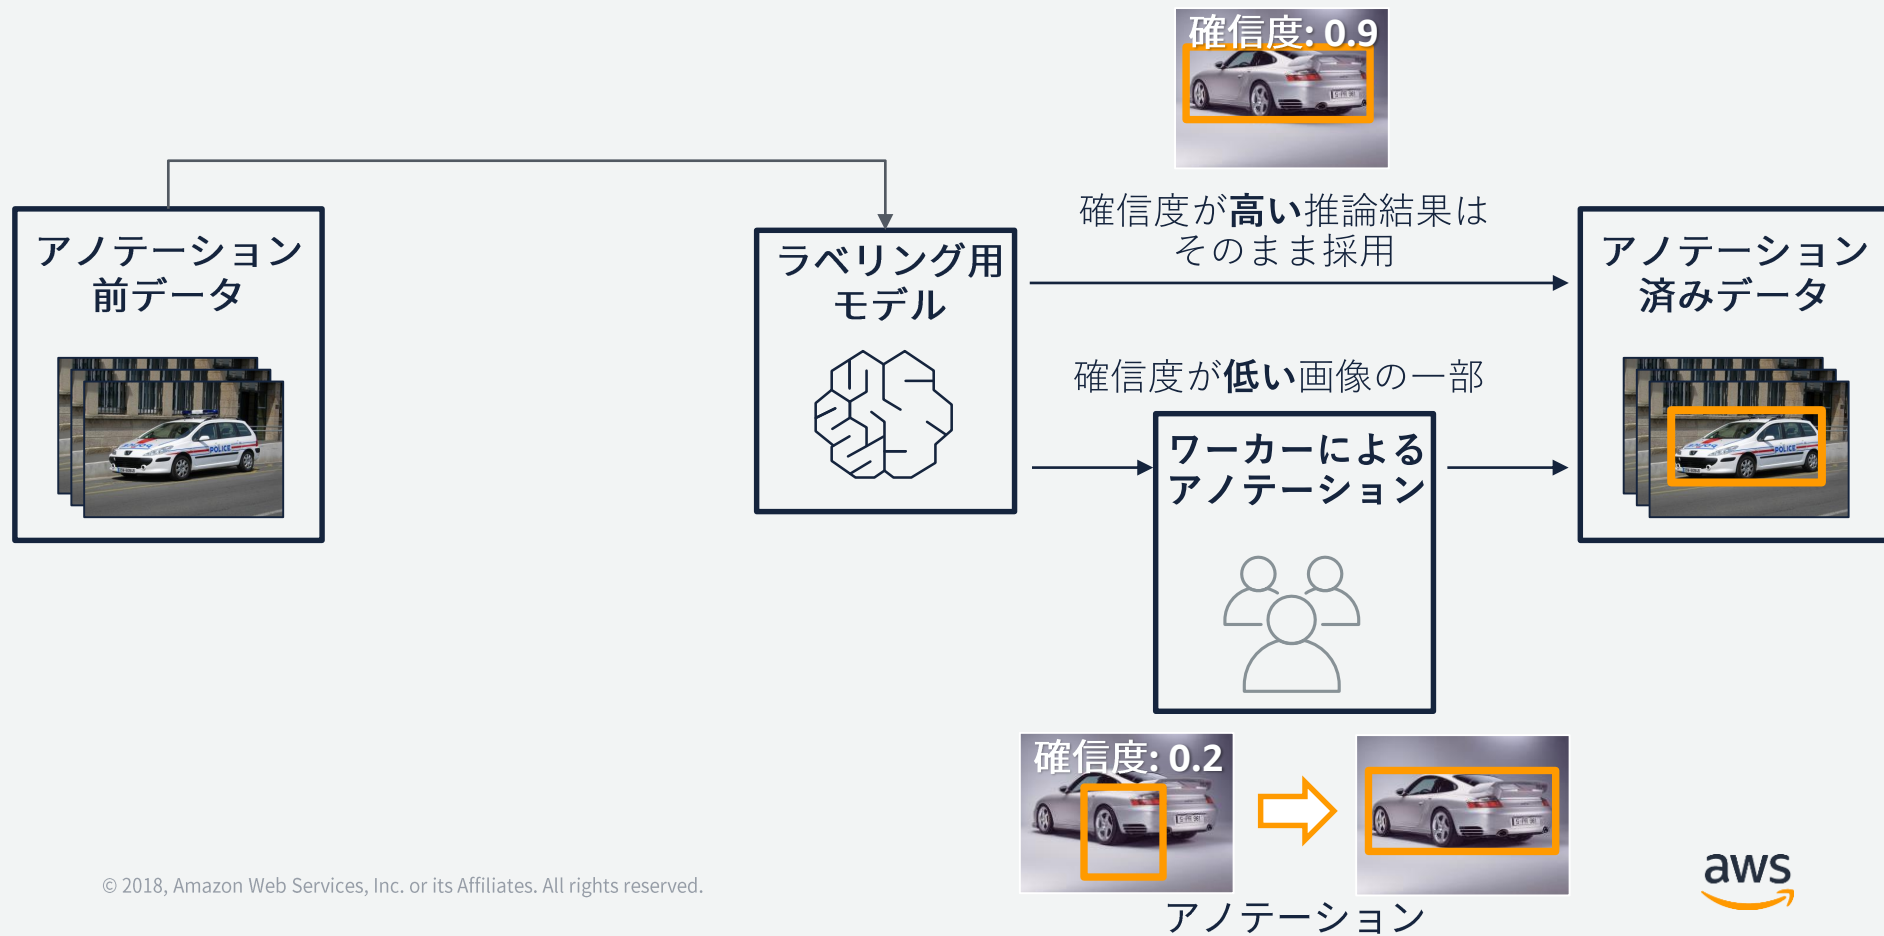 確信度: 0.9
確信度が高い推論結果は
そのまま採用
アノテーション
前データ
ラベリング用
モデル
アノテーション
済みデータ
POLICE
POLICE
確信度が低い画像の一部
ワーカーによる
アノテーション
確信度: 0.2
アノテーション
© 2018, Amazon Web Services, Inc. or its Affiliates. All rights reserved.
aws